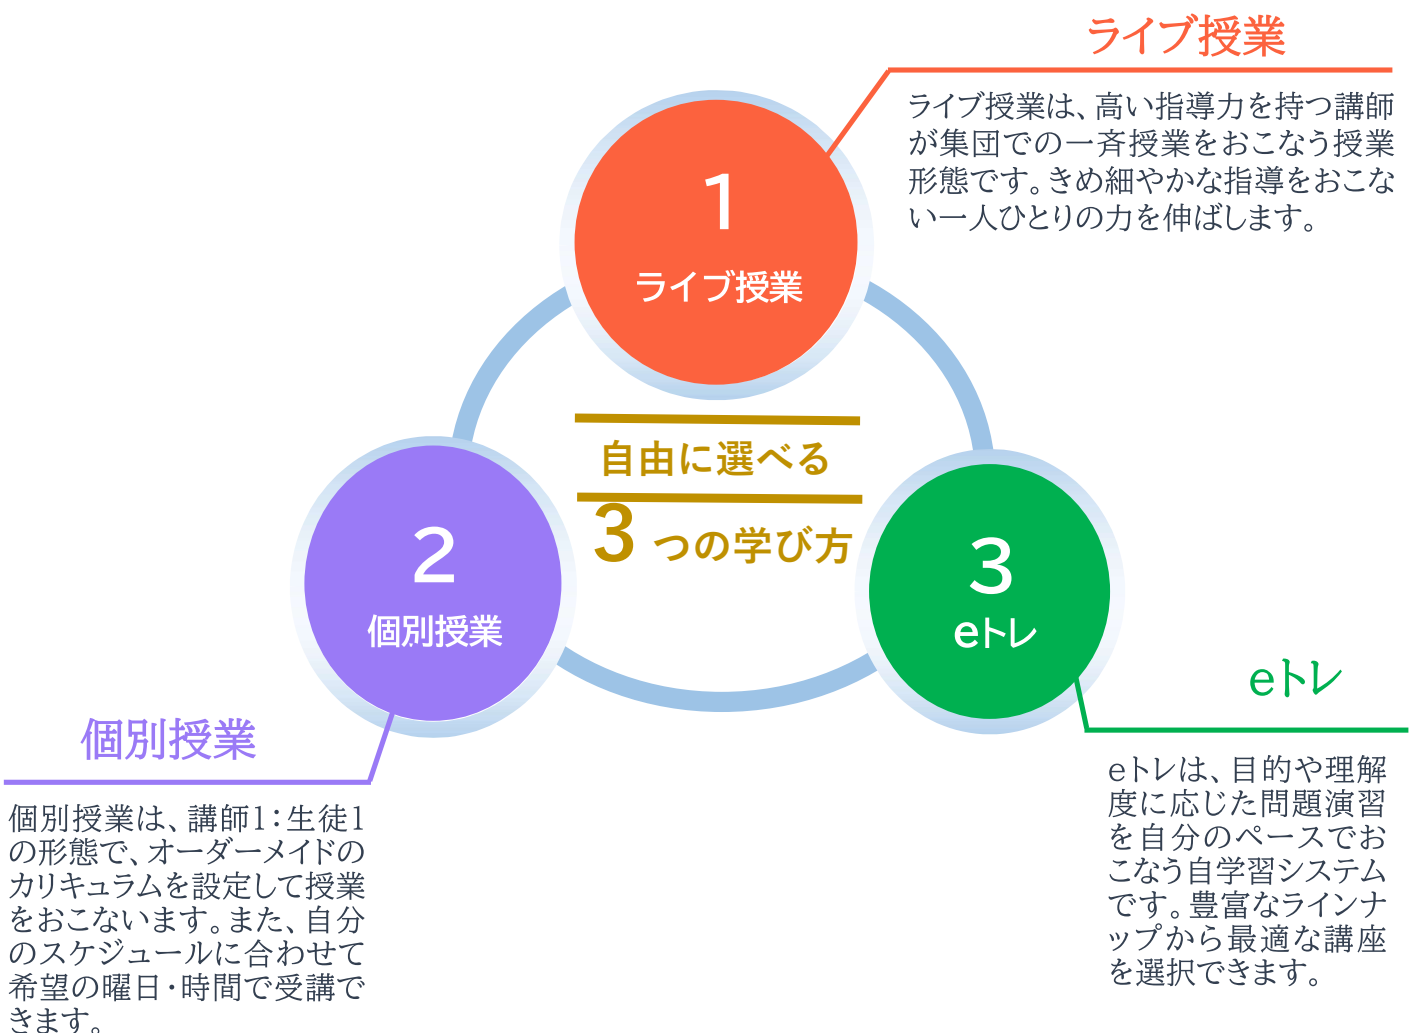 ライブ授業
ライブ授業は、高い指導力を持つ講師
が集団での一斉授業をおこなう授業
形態です。きめ細やかな指導をおこな
い一人ひとりの力を伸ばします。
1
ライブ授業
自由に選べる
3 つの学び方
2
個別授業
3
eトレ
個別授業
個別授業は、講師1：生徒1
の形態で、オーダーメイドの
カリキュラムを設定して授業
をおこないます。また、自分
のスケジュールに合わせて
希望の曜日・時間で受講で
きます。
eトレ
eトレは、目的や理解
度に応じた問題演習
を自分のペースでお
こなう自学習システム
です。豊富なラインナ
ップから最適な講座
を選択できます。